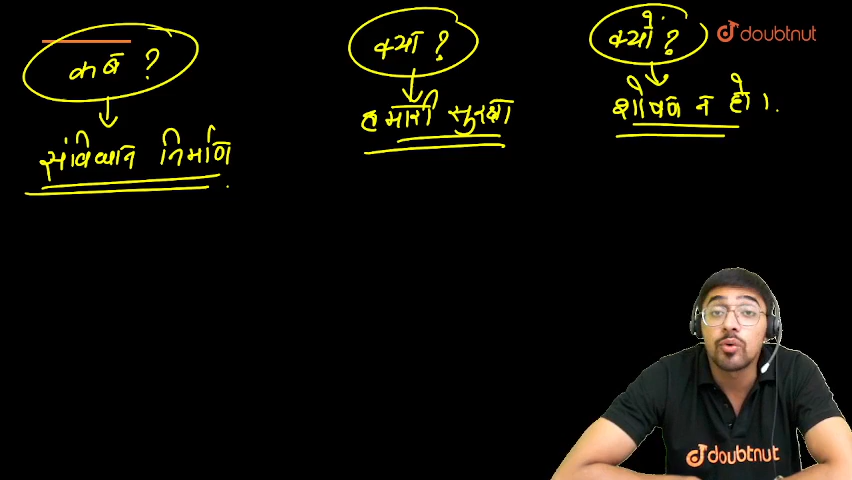 कब ?
संविधान निर्माण
क्या ?
हमारी सुरक्षा
क्यों ?
शोषण न हो।
doubtnut
doubtnut